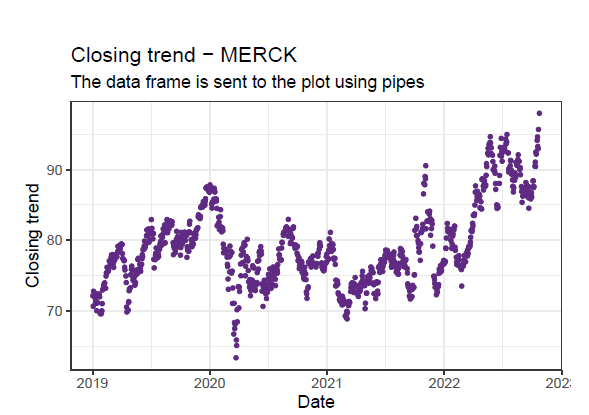 Closing trend − MERCK
The data frame is sent to the plot using pipes
Closing trend
90
80
70
2019 2020 2021 2022 202
Date